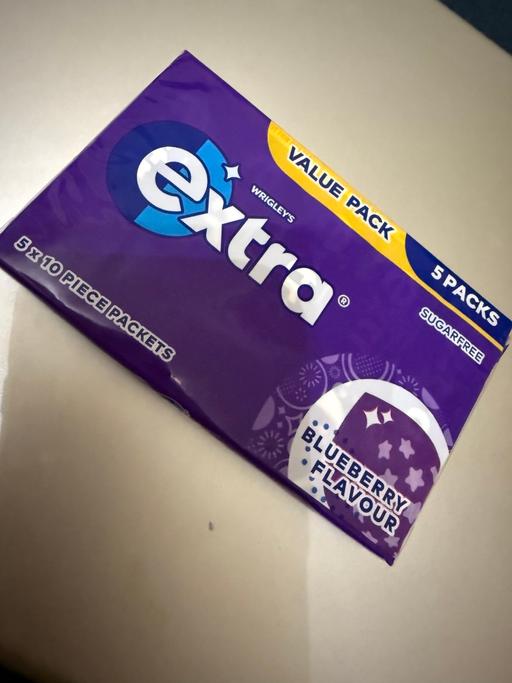 VALUE PACK
5 PACKS
WRIGLEY'S
extra®
SUGARFREE
5 x 10 PIECE PACKETS
BLUEBERRY
FLAVOUR